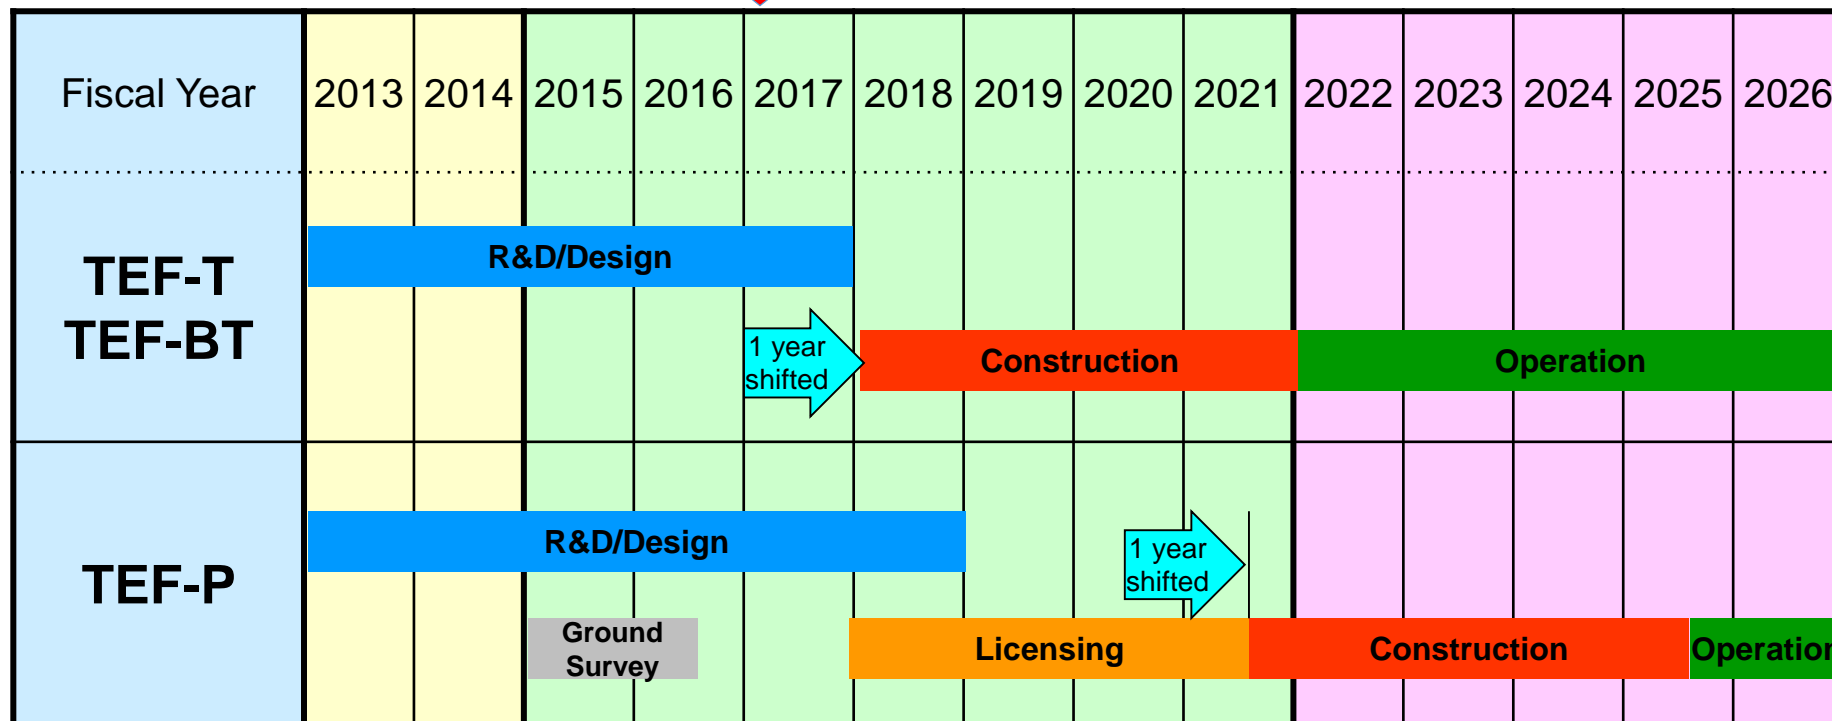 Fiscal Year 2013 2014 2015 2016 2017 2018 2019 2020 2021 2022 2023 2024 2025 2026
TEF-T
TEF-BT
R&D/Design
1 year
shifted
Construction
Operation
TEF-P
R&D/Design
1 year
shifted
Ground
Survey
Licensing
Construction
Operation